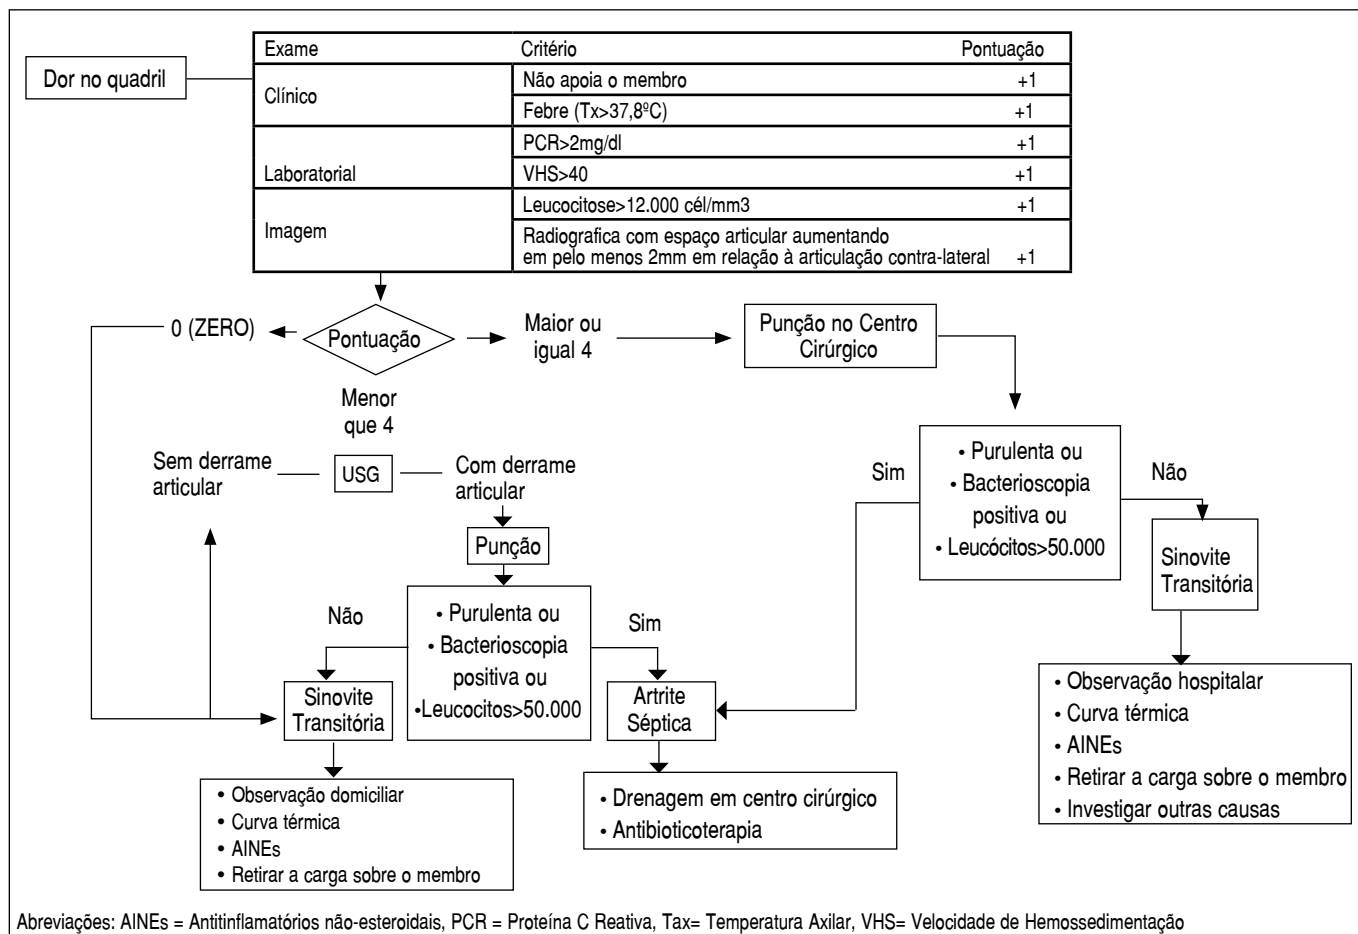 Dor no quadril
Exame Critério Pontuação
Clínico
Não apoia o membro +1
Febre (Tx>37,8ºC) +1
Laboratorial
PCR>2mg/dl +1
VHS>40 +1
Imagem
Leucocitose>12.000 cél/mm3 +1
Radiografica com espaço articular aumentando
em pelo menos 2mm em relação à articulação contra-lateral +1
0 (ZERO)
Pontuação
Maior ou
igual 4
Punção no Centro
Cirúrgico
Menor
que 4
Sem derrame
articular
USG
Com derrame
articular
Punção
Sim
• Purulenta ou
• Bacterioscopia
positiva ou
• Leucócitos>50.000
Não
Sinovite
Transitória
Não
• Purulenta ou
• Bacterioscopia
positiva ou
•Leucocitos>50.000
Sim
Sinovite
Transitória
Artrite
Séptica
• Observação hospitalar
• Curva térmica
• AINEs
• Retirar a carga sobre o membro
• Investigar outras causas
• Observação domiciliar
• Curva térmica
• AINEs
• Retirar a carga sobre o membro
• Drenagem em centro cirúrgico
• Antibioticoterapia
Abreviações: AINEs = Antitinflamatórios não-esteroidais, PCR = Proteína C Reativa, Tax= Temperatura Axilar, VHS= Velocidade de Hemossedimentação